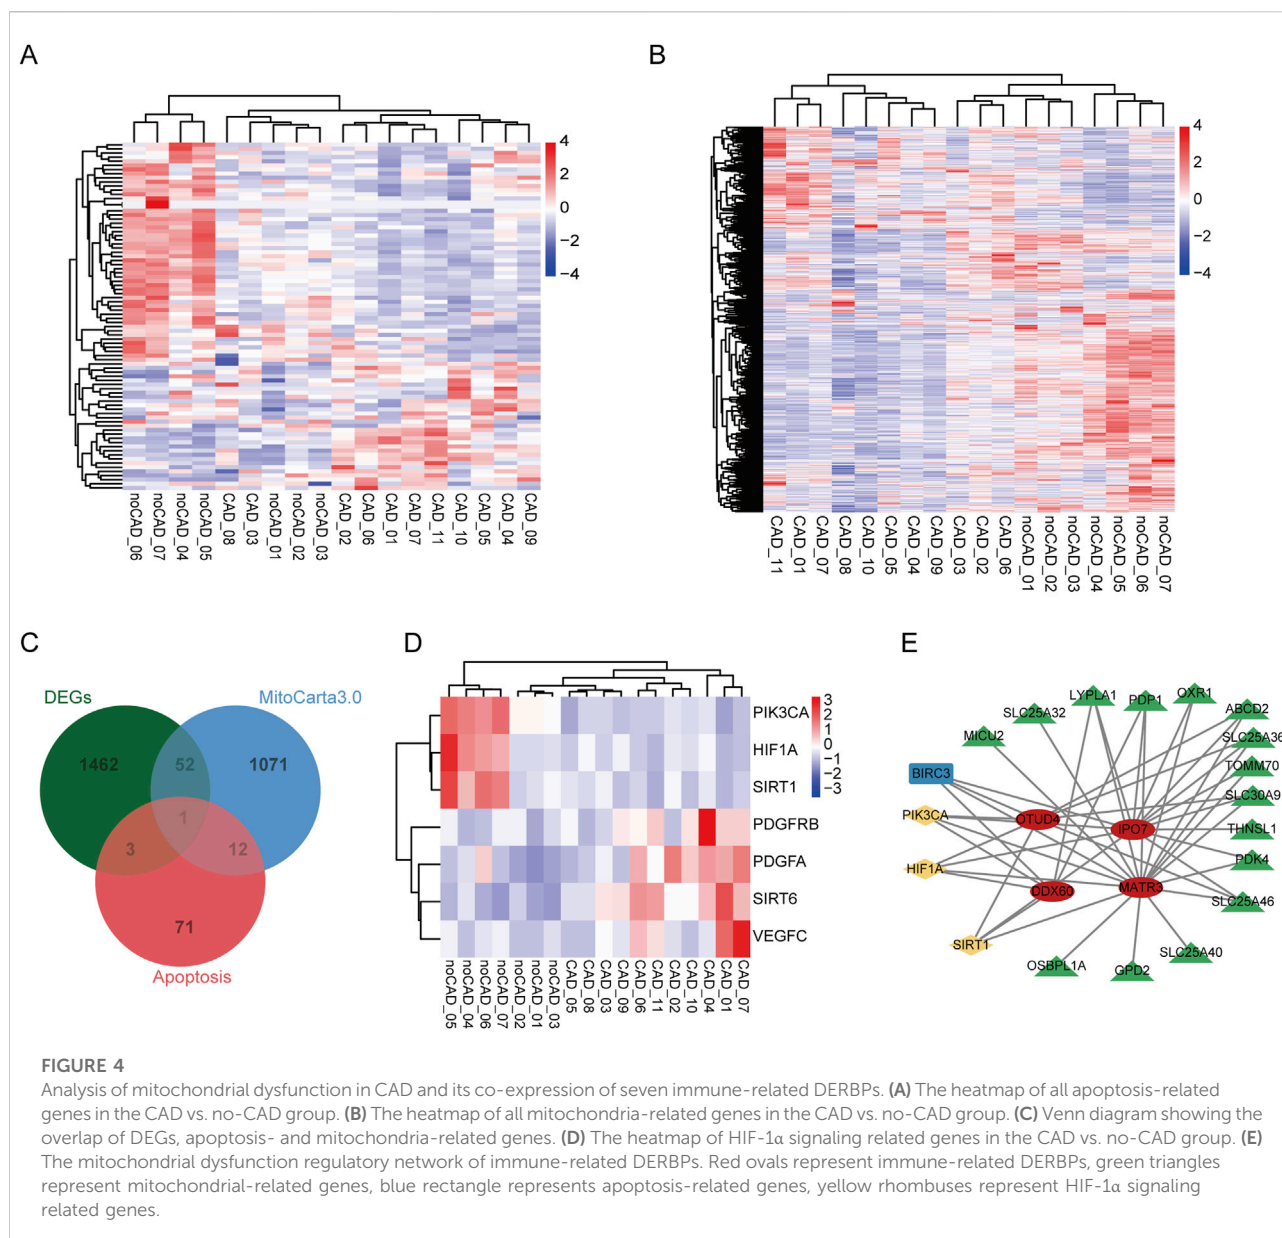 A
4
2
0
−2
−4
noCAD_06
noCAD_07
noCAD_04
noCAD_05
CAD_08
CAD_03
noCAD_01
noCAD_02
noCAD_03
CAD_02
CAD_06
CAD_01
CAD_07
CAD_11
CAD_10
CAD_05
CAD_04
CAD_09
B
4
2
0
−2
−4
CAD_11
CAD_01
CAD_07
CAD_08
CAD_10
CAD_05
CAD_04
CAD_09
CAD_03
CAD_02
CAD_06
noCAD_01
noCAD_02
noCAD_03
noCAD_04
noCAD_05
noCAD_06
noCAD_07
C
DEGs
MitoCarta3.0
1462
52
1071
1
3
12
71
Apoptosis
D
3
2
1
0
−1
−2
−3
PIK3CA
HIF1A
SIRT1
PDGFRB
PDGFA
SIRT6
VEGFC
noCAD_05
noCAD_04
noCAD_06
noCAD_07
noCAD_02
noCAD_01
noCAD_03
CAD_05
CAD_08
CAD_03
CAD_09
CAD_06
CAD_11
CAD_02
CAD_10
CAD_04
CAD_01
CAD_07
E
LYPLA1
PDP1
OXR1
ABCD2
SLC25A32
SLC25A36
MICU2
TOMM70
BIRC3
SLC30A9
PIK3CA
OTUD4
IPO7
THNSL1
HIF1A
PDK4
DDX60
MATR3
SLC25A46
SIRT1
SLC25A40
OSBPL1A
GPD2
FIGURE 4
Analysis of mitochondrial dysfunction in CAD and its co-expression of seven immune-related DERBPs. (A) The heatmap of all apoptosis-related
genes in the CAD vs. no-CAD group. (B) The heatmap of all mitochondria-related genes in the CAD vs. no-CAD group. (C) Venn diagram showing the
overlap of DEGs, apoptosis- and mitochondria-related genes. (D) The heatmap of HIF-1α signaling related genes in the CAD vs. no-CAD group. (E)
The mitochondrial dysfunction regulatory network of immune-related DERBPs. Red ovals represent immune-related DERBPs, green triangles
represent mitochondrial-related genes, blue rectangle represents apoptosis-related genes, yellow rhombuses represent HIF-1α signaling
related genes.